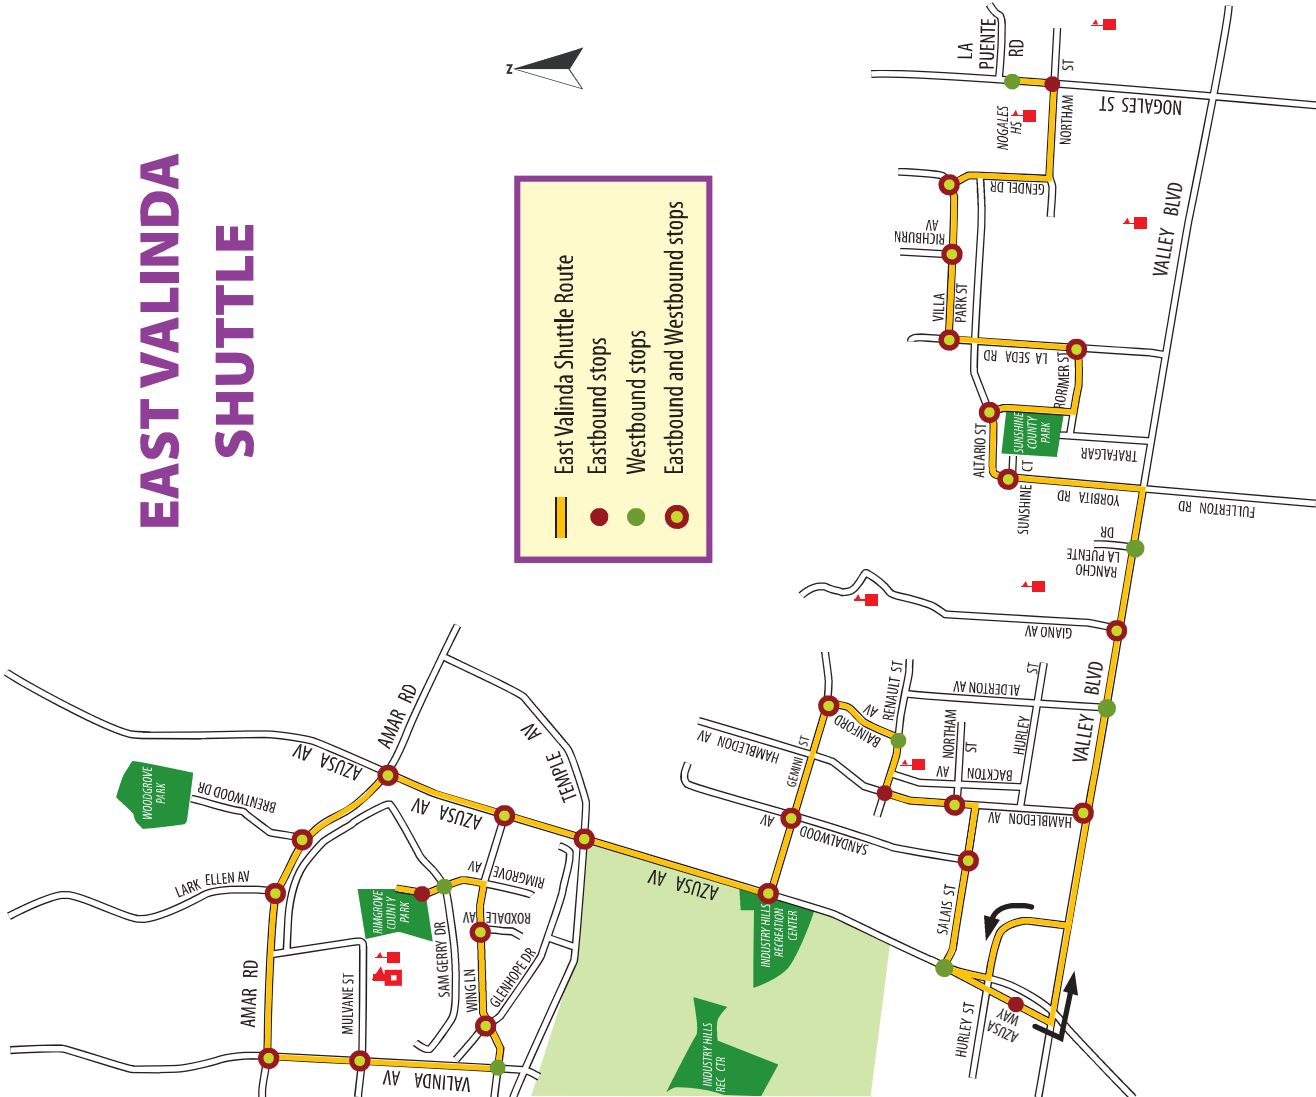 EAST VALINDA
SHUTTLE
East Valinda Shuttle Route
Eastbound stops
Westbound stops
Eastbound and Westbound stops
N
LA
PUENTE
RD
ST
NORTHAM
NOGALES ST
NOGALES
HS
GENDEL DR
RICHBURN
AV
VILLA
PARK ST
LA SEDA RD
RORIMER ST
VALLEY BLVD
SUNSHINE
COUNTY
PARK
ALTARIO ST
TRAFALGAR
SUNSHINE CT
YORBITA RD
FULLERTON RD
RANCHO
LA PUENTE
DR
GIANO AV
VALLEY BLVD
ALDERTON AV
RENAULT ST
BAINFORD
AV
NORTHAM
ST
HURLEY
ST
BACKTON
AV
HAMBLEDON AV
GEMINI ST
HAMBLEDON AV
SANDALWOOD
AV
SALAIS ST
HURLEY ST
AZUSA
WAY
INDUSTRY HILLS
RECREATION
CENTER
INDUSTRY HILLS
REC CTR
AZUSA AV
TEMPLE AV
AMAR RD
AZUSA AV
AZUSA AV
WOODGROVE
PARK
BRENTWOOD DR
LARK ELLEN AV
RIMGROVE
COUNTY
PARK
RIMGROVE AV
ROXDALE AV
SAM GERRY DR
WING LN
GLENHOPE DR
MULVANE ST
AMAR RD
VALINDA AV